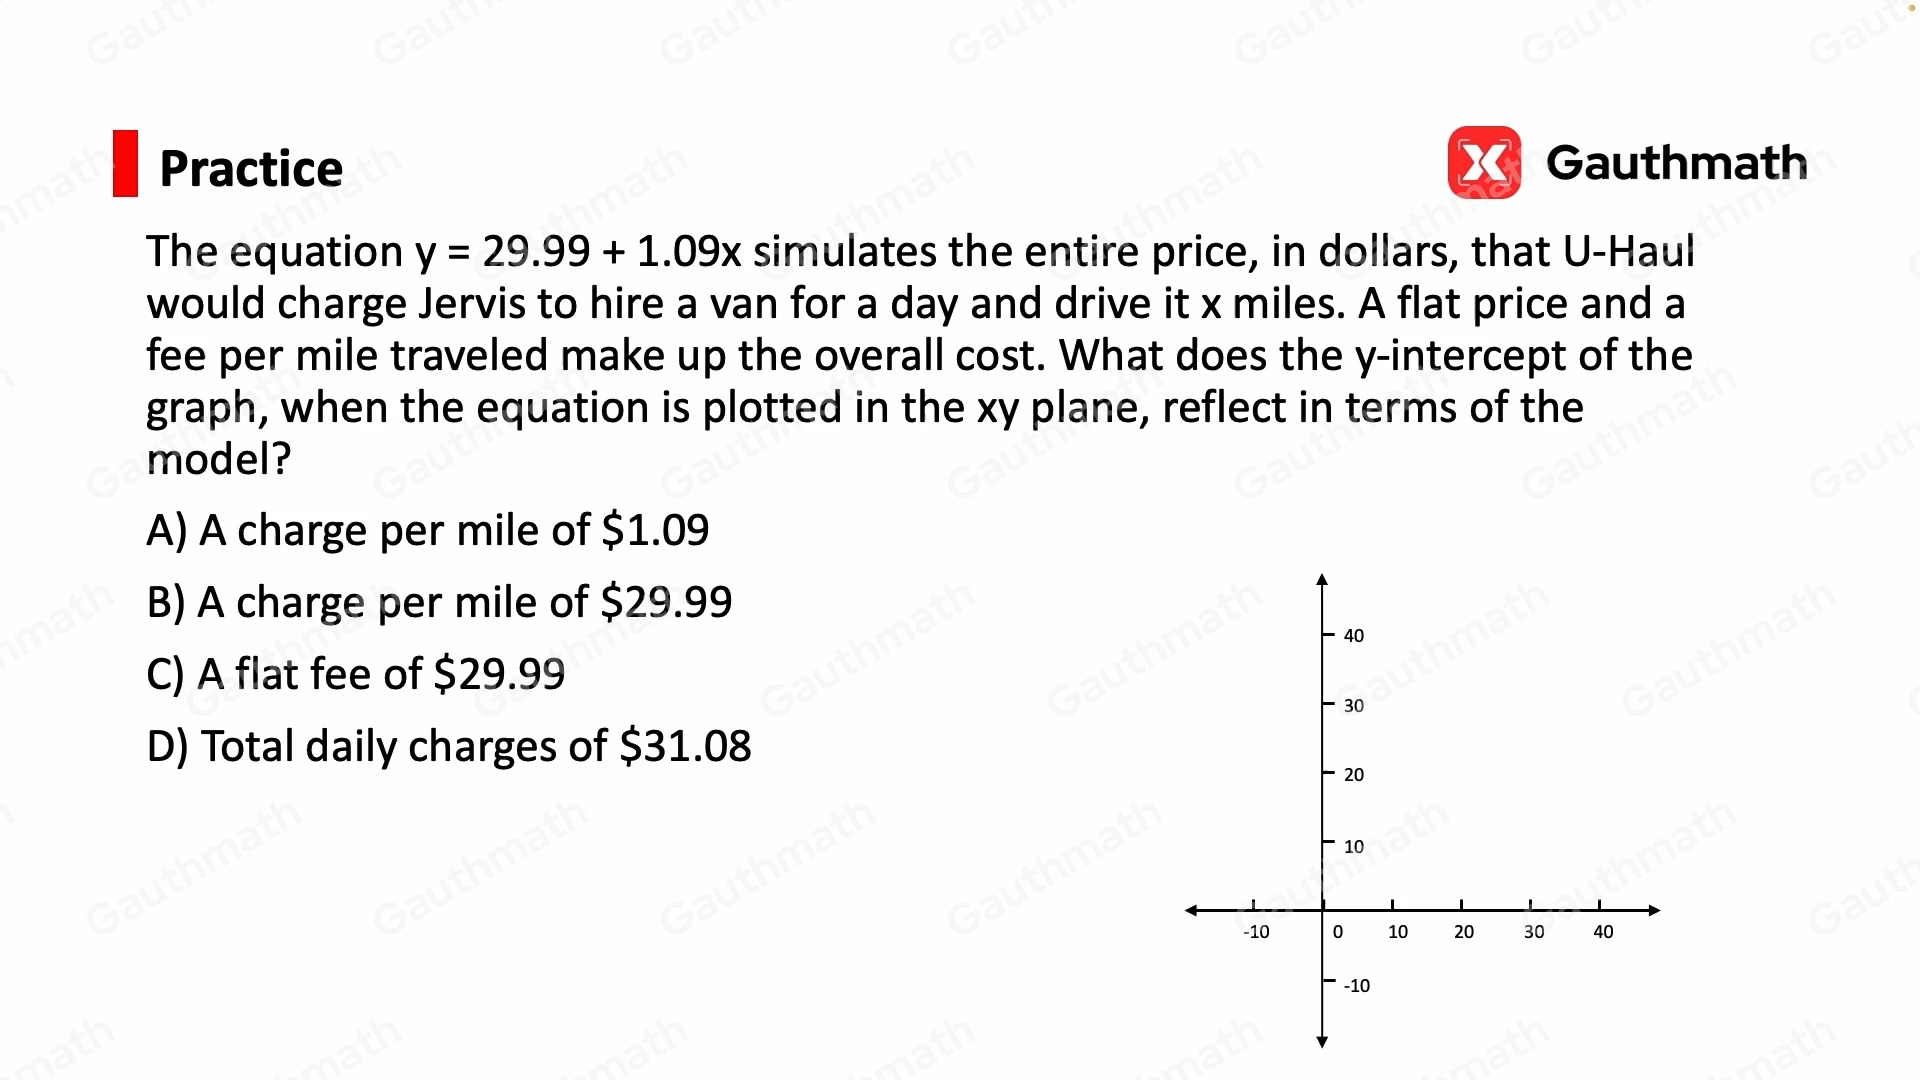 Practice
Gauthmath
The equation y = 29.99 + 1.09x simulates the entire price, in dollars, that U-Haul
would charge Jervis to hire a van for a day and drive it x miles. A flat price and a
fee per mile traveled make up the overall cost. What does the y-intercept of the
graph, when the equation is plotted in the xy plane, reflect in terms of the
model?
A) A charge per mile of $1.09
B) A charge per mile of $29.99
C) A flat fee of $29.99
D) Total daily charges of $31.08
40
30
20
10
-10 0 10 20 30 40
-10